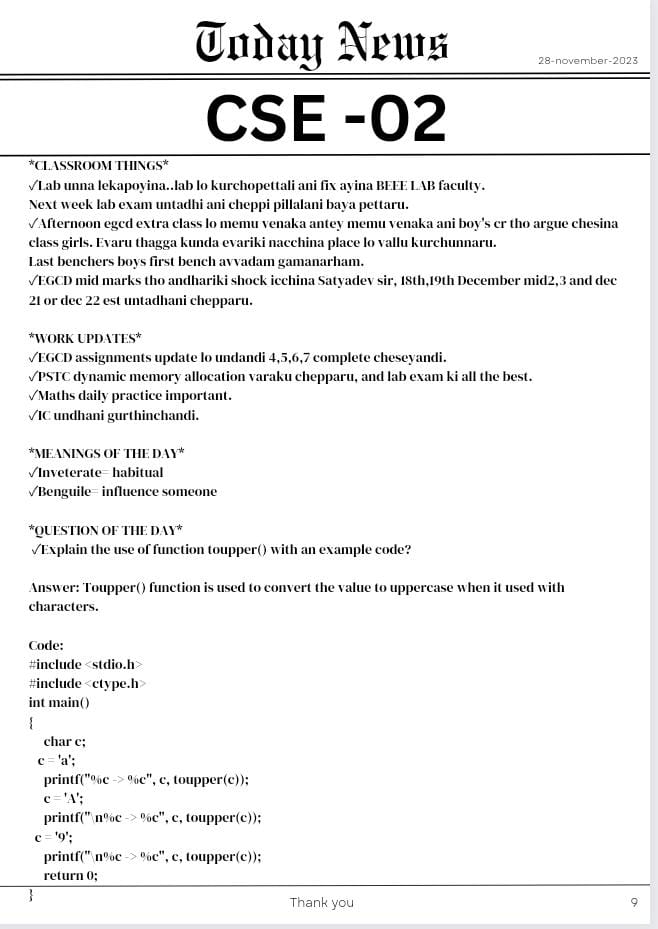 Today News
28-november-2023
CSE -02
*CLASSROOM THINGS*
✓Lab unna lekapoyina..lab lo kurchopettali ani fix ayina BEEE LAB faculty.
Next week lab exam untadhi ani cheppi pillalani baya pettaru.
✓Afternoon egcd extra class lo memu venaka antey memu venaka ani boy's cr tho argue chesina
class girls. Evaru thagga kunda evariki nacchina place lo vallu kurchunnaru.
Last benchers boys first bench avvadam gamanarham.
✓EGCD mid marks tho andhariki shock icchina Satyadev sir, 18th,19th December mid2,3 and dec
21 or dec 22 est untadhani chepparu.
*WORK UPDATES*
✓EGCD assignments update lo undandi 4,5,6,7 complete cheseyandi.
✓PSTC dynamic memory allocation varaku chepparu, and lab exam ki all the best.
✓Maths daily practice important.
✓IC undhani gurthinchandi.
*MEANINGS OF THE DAY*
✓Inveterate= habitual
✓Benguile= influence someone
*QUESTION OF THE DAY*
✓Explain the use of function toupper() with an example code?
Answer: Toupper() function is used to convert the value to uppercase when it used with
characters.
Code:
#include <stdio.h>
#include <ctype.h>
int main()
{
char c;
c = 'a';
printf("%c -> %c", c, toupper(c));
c = 'A';
printf("\n%c -> %c", c, toupper(c));
c = '9';
printf("\n%c -> %c", c, toupper(c));
return 0;
}
Thank you
9